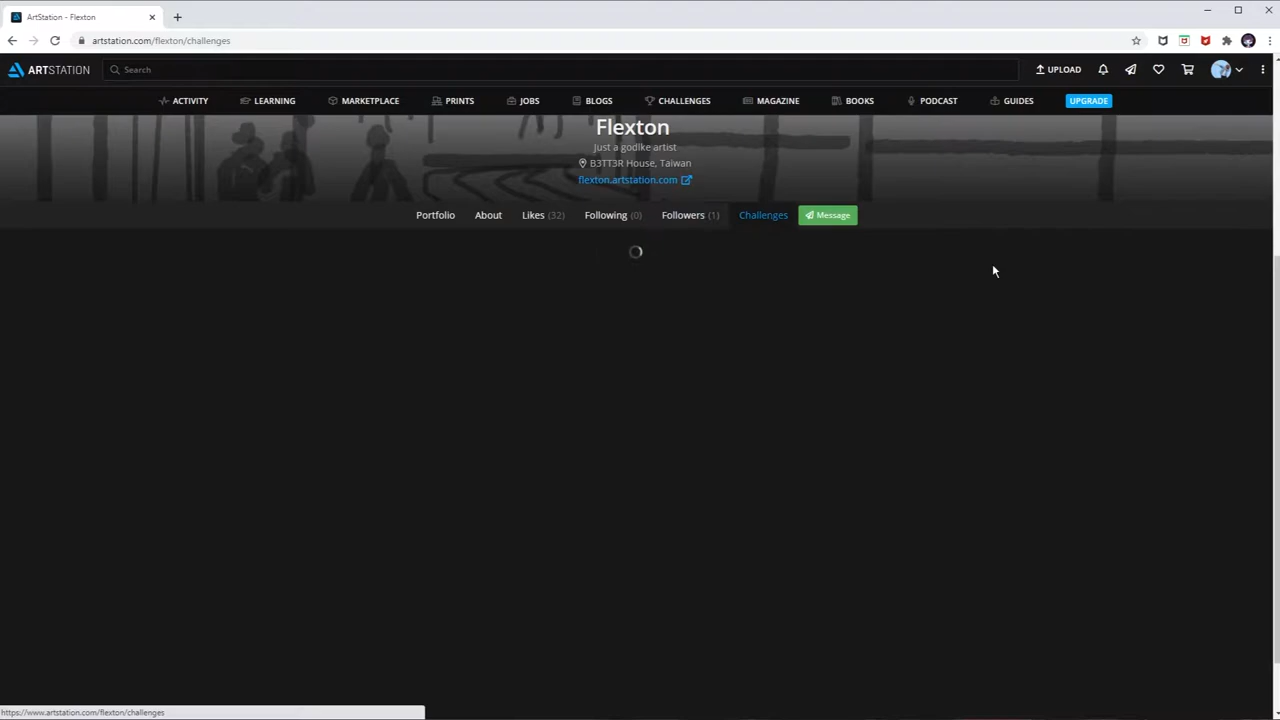 ArtStation - Flexton
artstation.com/flexton/challenges
ARTSTATION Search UPLOAD
ACTIVITY LEARNING MARKETPLACE PRINTS JOBS BLOGS CHALLENGES MAGAZINE BOOKS PODCAST GUIDES UPGRADE
Flexton
Just a godlke artist
B3TT3R House, Taiwan
flexton.artstation.com
Portfolio About Likes (32) Following (0) Followers (1) Challenges Message
https://www.artstation.com/flexton/challenges